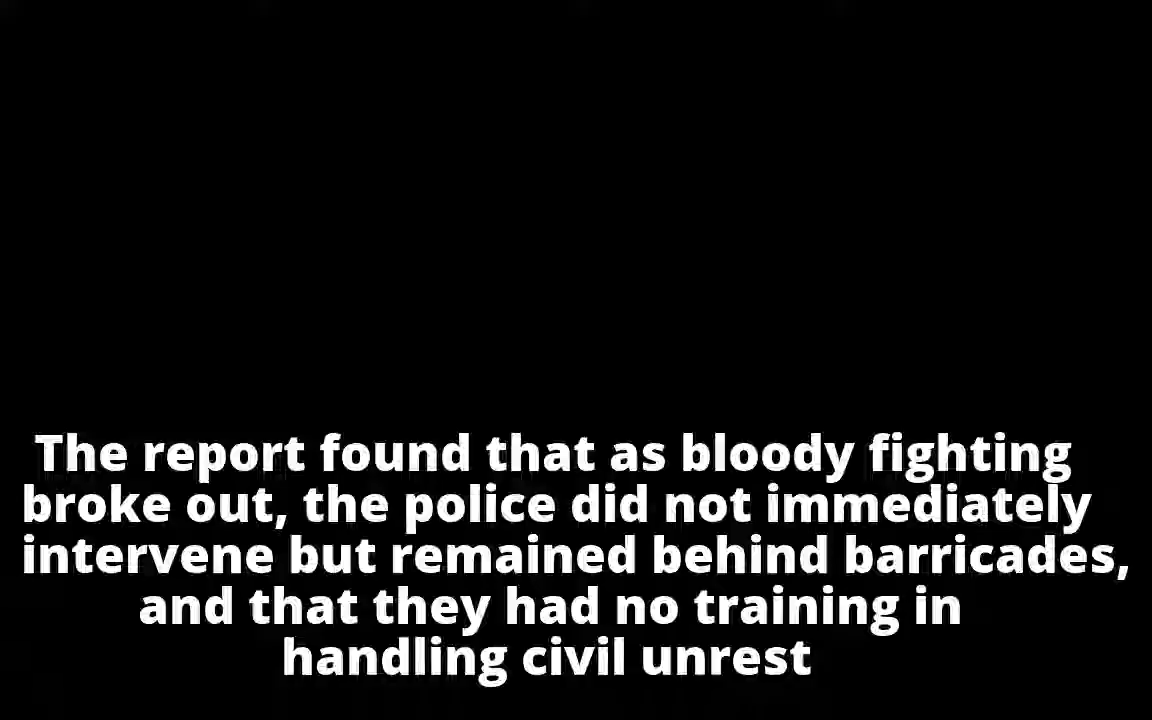 The report found that as bloody fighting
broke out, the police did not immediately
intervene but remained behind barricades,
and that they had no training in
handling civil unrest